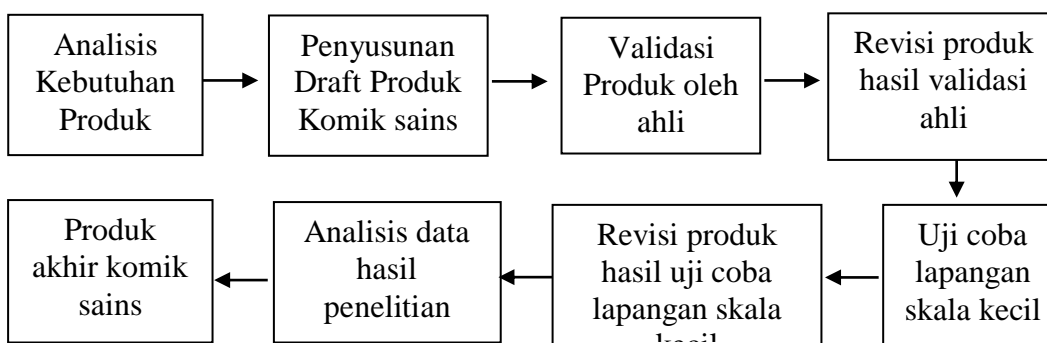 Analisis
Kebutuhan
Produk
Penyusunan
Draft Produk
Komik sains
Validasi
Produk oleh
ahli
Revisi produk
hasil validasi
ahli
Produk
akhir komik
sains
Analisis data
hasil
penelitian
Revisi produk
hasil uji coba
lapangan skala
kecil
Uji coba
lapangan
skala kecil